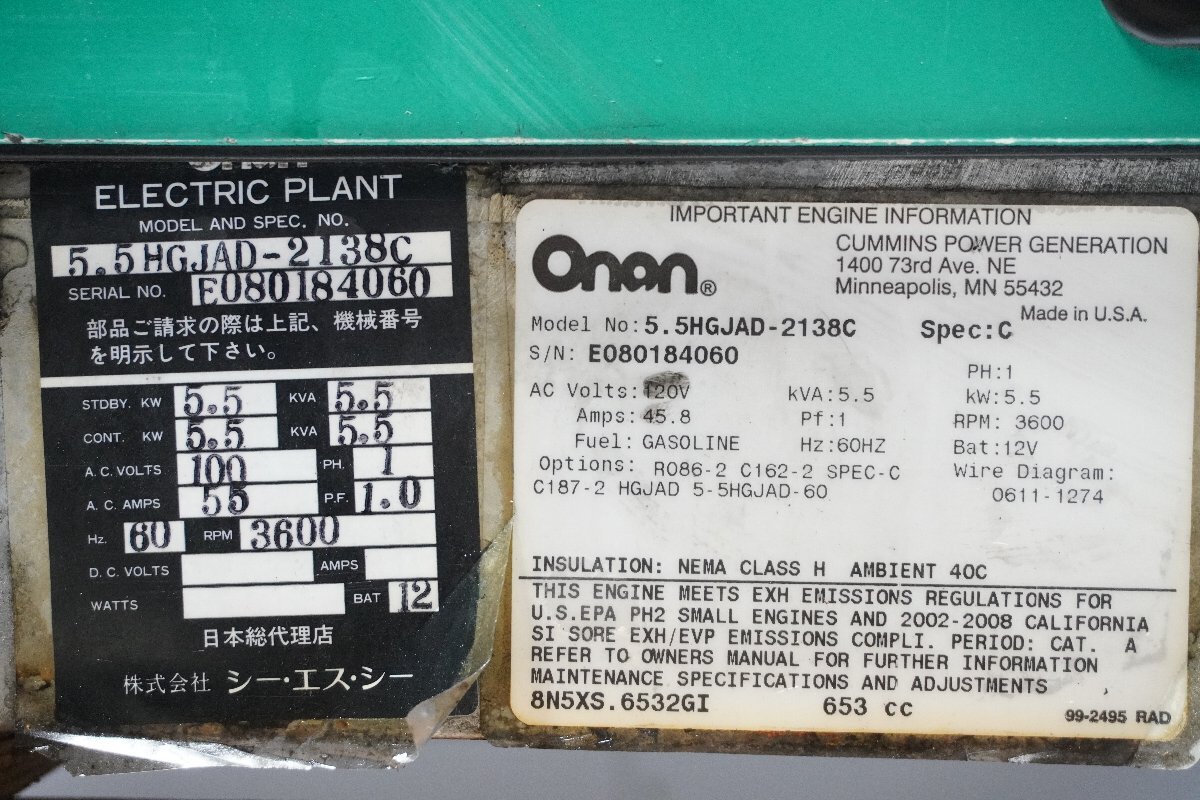 ELECTRIC PLANT
MODEL AND SPEC. NO.
5.5HGJAD-2138C
SERIAL NO. E080184060
部品ご請求の際は上記、機械番号
を明示して下さい。
STDBY. KW 5.5 KVA 5.5
CONT. KW 5.5 KVA 5.5
A.C. VOLTS 100 PH. 1
A.C. AMPS 55 P.F. 1.0
Hz. 60 RPM 3600
D.C. VOLTS AMPS
WATTS BAT 12
日本総代理店
株式会社 シー・エス・シー
IMPORTANT ENGINE INFORMATION
Onan®
CUMMINS POWER GENERATION
1400 73rd Ave. NE
Minneapolis, MN 55432
Made in U.S.A.
Model No: 5.5HGJAD-2138C Spec: C
S/N: E080184060
PH:1
AC Volts: 120V kVA:5.5 kW:5.5
Amps: 45.8 Pf:1 RPM: 3600
Fuel: GASOLINE Hz:60HZ Bat:12V
Options: R086-2 C162-2 SPEC-C Wire Diagram:
C187-2 HGJAD 5-5HGJAD-60 0611-1274
INSULATION: NEMA CLASS H AMBIENT 40C
THIS ENGINE MEETS EXH EMISSIONS REGULATIONS FOR
U.S.EPA PH2 SMALL ENGINES AND 2002-2008 CALIFORNIA
SI SORE EXH/EVP EMISSIONS COMPLI. PERIOD: CAT. A
REFER TO OWNERS MANUAL FOR FURTHER INFORMATION
MAINTENANCE SPECIFICATIONS AND ADJUSTMENTS
8N5XS.6532GI 653 cc
99-2495 RAD